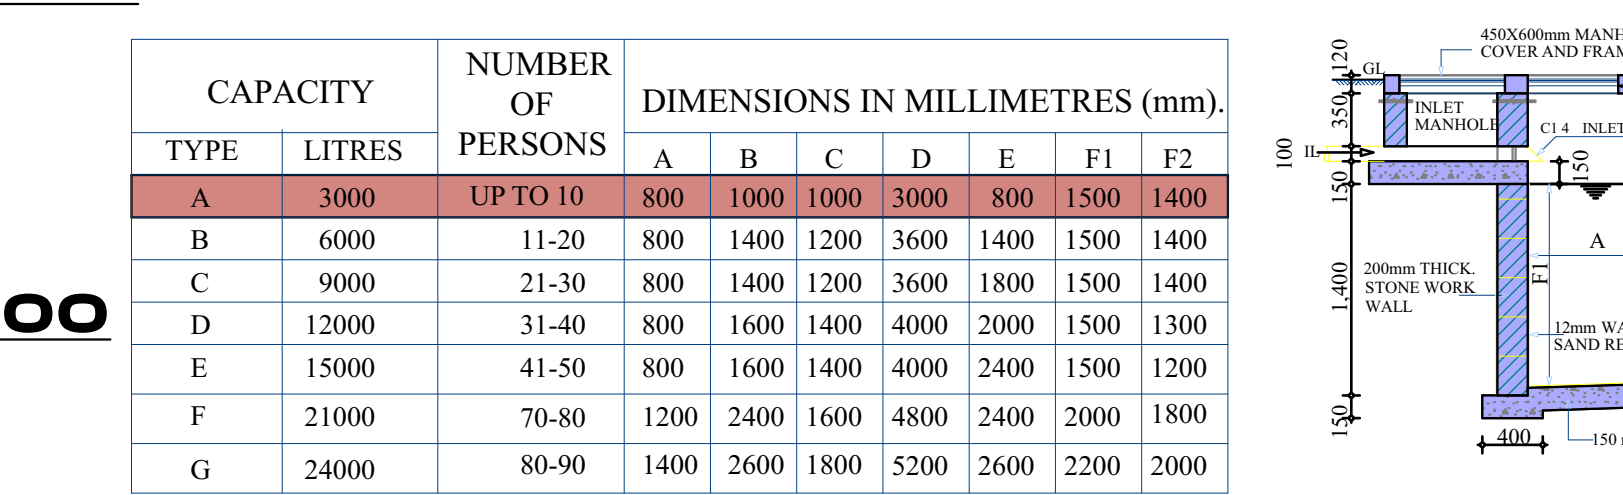 OO
CAPACITY
NUMBER OF PERSONS
DIMENSIONS IN MILLIMETRES (mm).
TYPE LITRES A B C D E F1 F2
A 3000 UP TO 10 800 1000 1000 3000 800 1500 1400
B 6000 11-20 800 1400 1200 3600 1400 1500 1400
C 9000 21-30 800 1400 1200 3600 1800 1500 1400
D 12000 31-40 800 1600 1400 4000 2000 1500 1300
E 15000 41-50 800 1600 1400 4000 2400 1500 1200
F 21000 70-80 1200 2400 1600 4800 2400 2000 1800
G 24000 80-90 1400 2600 1800 5200 2600 2200 2000
450X600mm
COVER AND
120
GL
350
INLET
MANHOLE
C1 4 INLET
100
IL
150
150
A
F1
1,400
200mm THICK.
STONE WORK
WALL
12mm
SAND
150
400
150